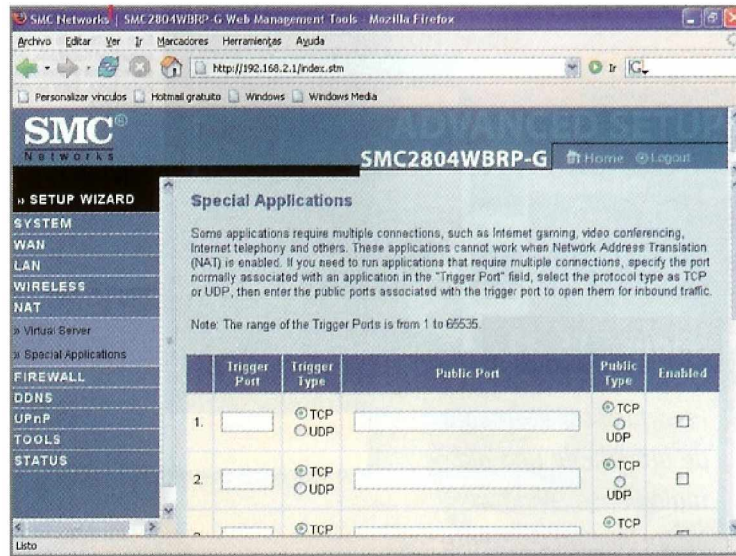 SMC Networks | SMC2804WBRP-G Web Management Tools - Mozilla Firefox
Archivo Editar Ver Ir Marcadores Herramientas Ayuda
http://192.168.2.1/index.stm
Ir
Personalizar vínculos Hotmail gratuito Windows Windows Media
SMC®
Networks
ADVANCED SETUP
SMC2804WBRP-G
Home Logout
» SETUP WIZARD
SYSTEM
WAN
LAN
WIRELESS
NAT
» Virtual Server
» Special Applications
FIREWALL
DDNS
UPnP
TOOLS
STATUS
Special Applications
Some applications require multiple connections, such as Internet gaming, video conferencing,
Internet telephony and others. These applications cannot work when Network Address Translation
(NAT) is enabled. If you need to run applications that require multiple connections, specify the port
normally associated with an application in the "Trigger Port" field, select the protocol type as TCP
or UDP, then enter the public ports associated with the trigger port to open them for inbound traffic.
Note: The range of the Trigger Ports is from 1 to 65535.
Trigger Port Trigger Type Public Port Public Type Enabled
1. TCP UDP TCP UDP
2. TCP UDP TCP UDP
TCP TCP
Listo